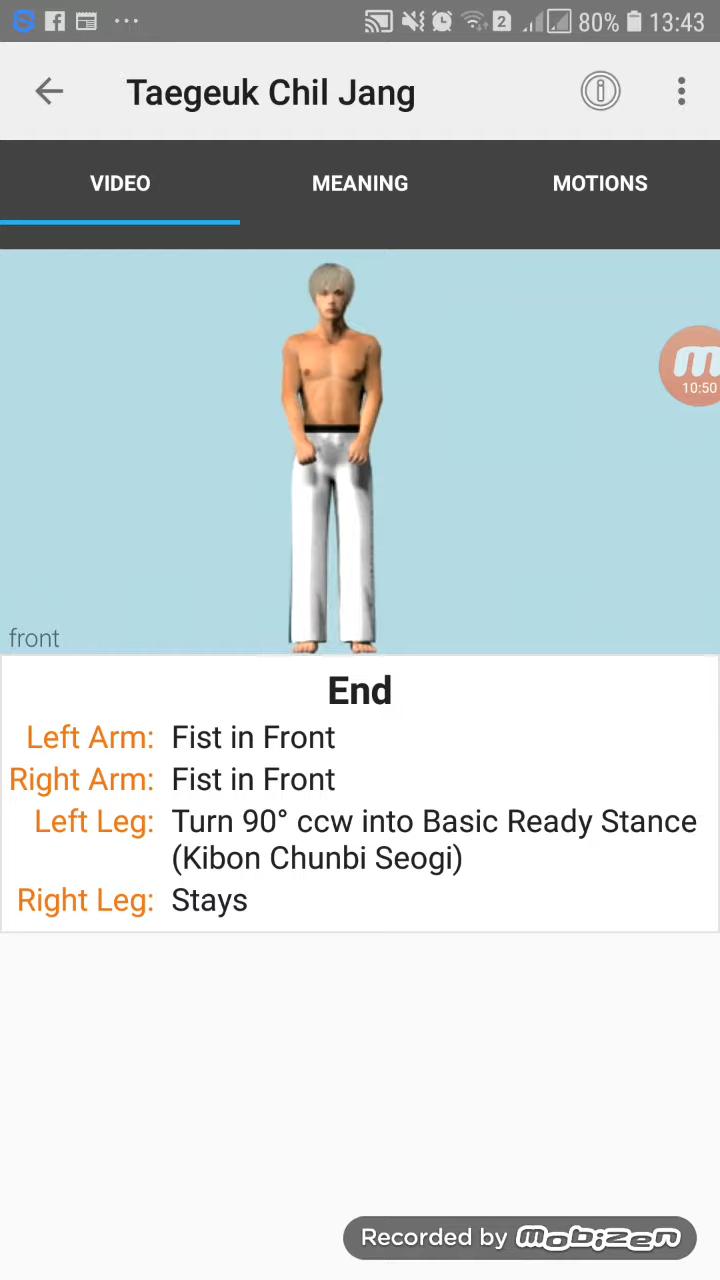 2 80% 13:43
Taegeuk Chil Jang
VIDEO MEANING MOTIONS
m
10:50
front
End
Left Arm: Fist in Front
Right Arm: Fist in Front
Left Leg: Turn 90° ccw into Basic Ready Stance
(Kibon Chunbi Seogi)
Right Leg: Stays
Recorded by mobizen